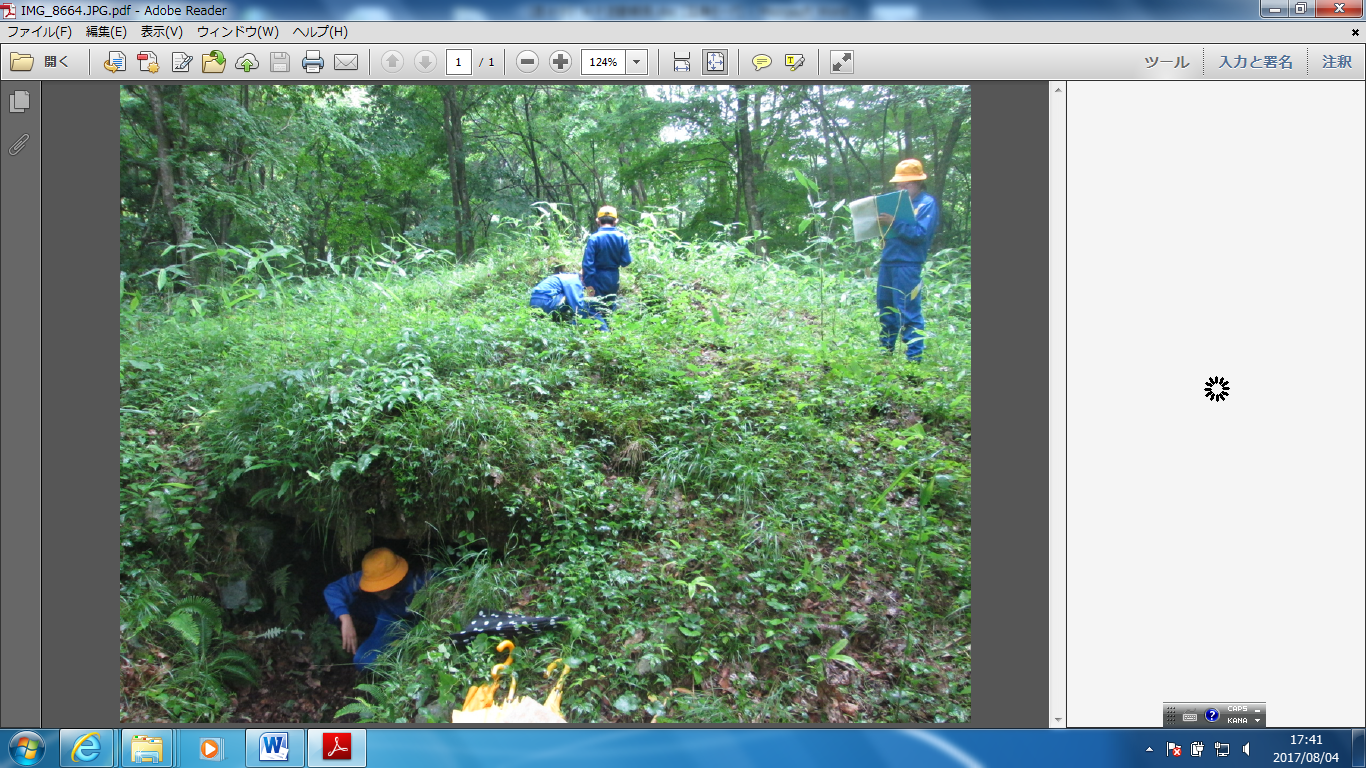 IMG_8664.JPG.pdf - Adobe Reader
ファイル(F) 編集(E) 表示(V) ウィンドウ(W) ヘルプ(H)
開く 1 / 1 124% ツール 入力と署名 注釈
CAPS
KANA
17:41
2017/08/04